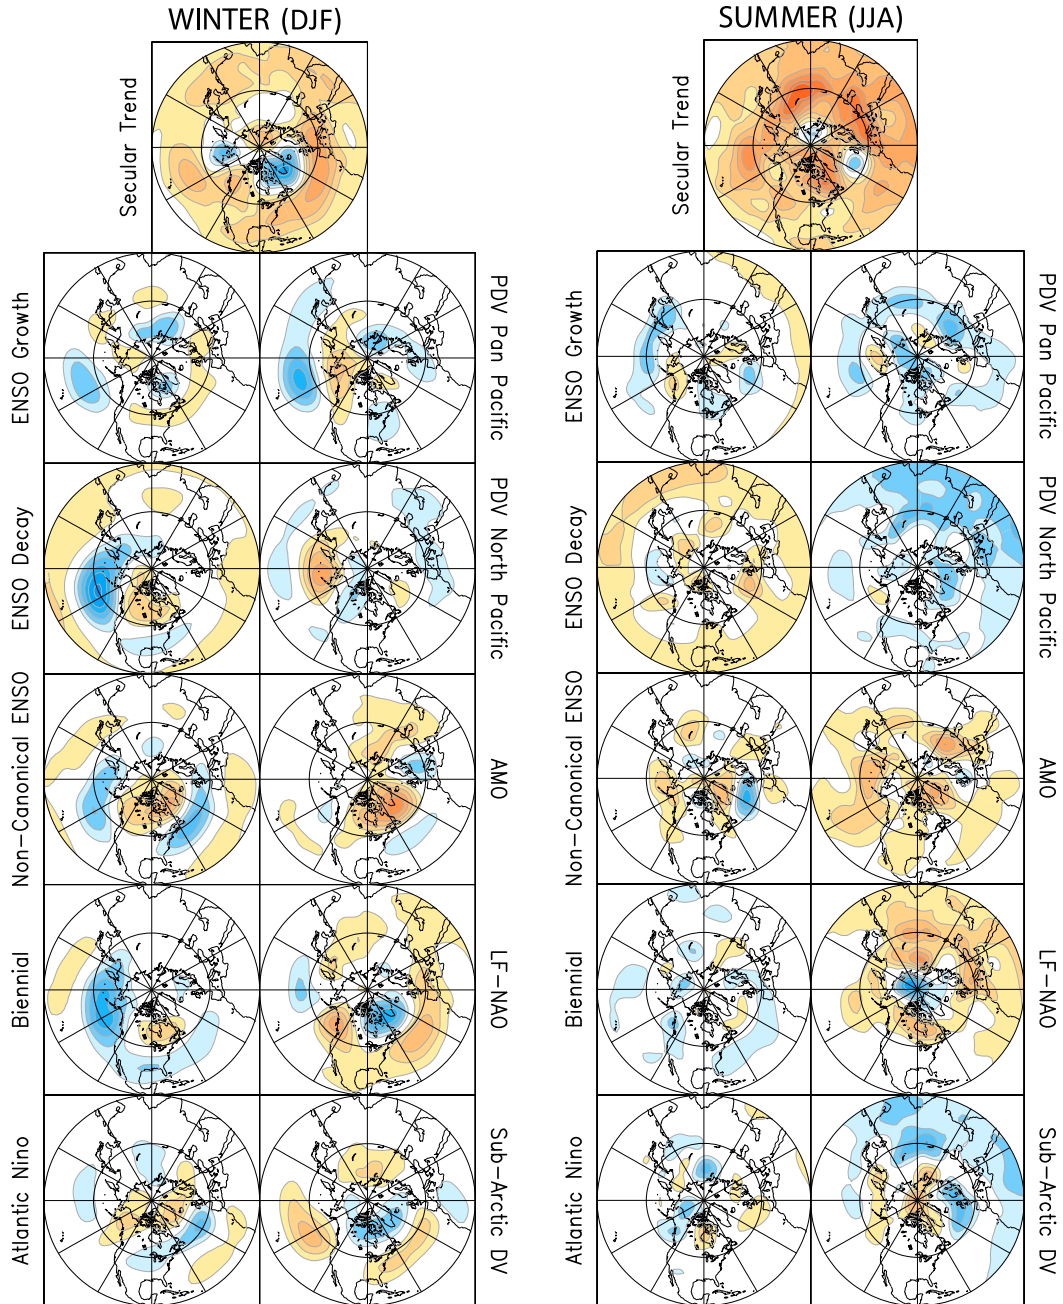 WINTER (DJF)
SUMMER (JJA)
Secular Trend
Secular Trend
ENSO Growth
PDV Pan Pacific
ENSO Growth
PDV Pan Pacific
ENSO Decay
PDV North Pacific
ENSO Decay
PDV North Pacific
Non-Canonical ENSO
AMO
Non-Canonical ENSO
AMO
Biennial
LF-NAO
Biennial
LF-NAO
Atlantic Nino
Sub-Arctic DV
Atlantic Nino
Sub-Arctic DV